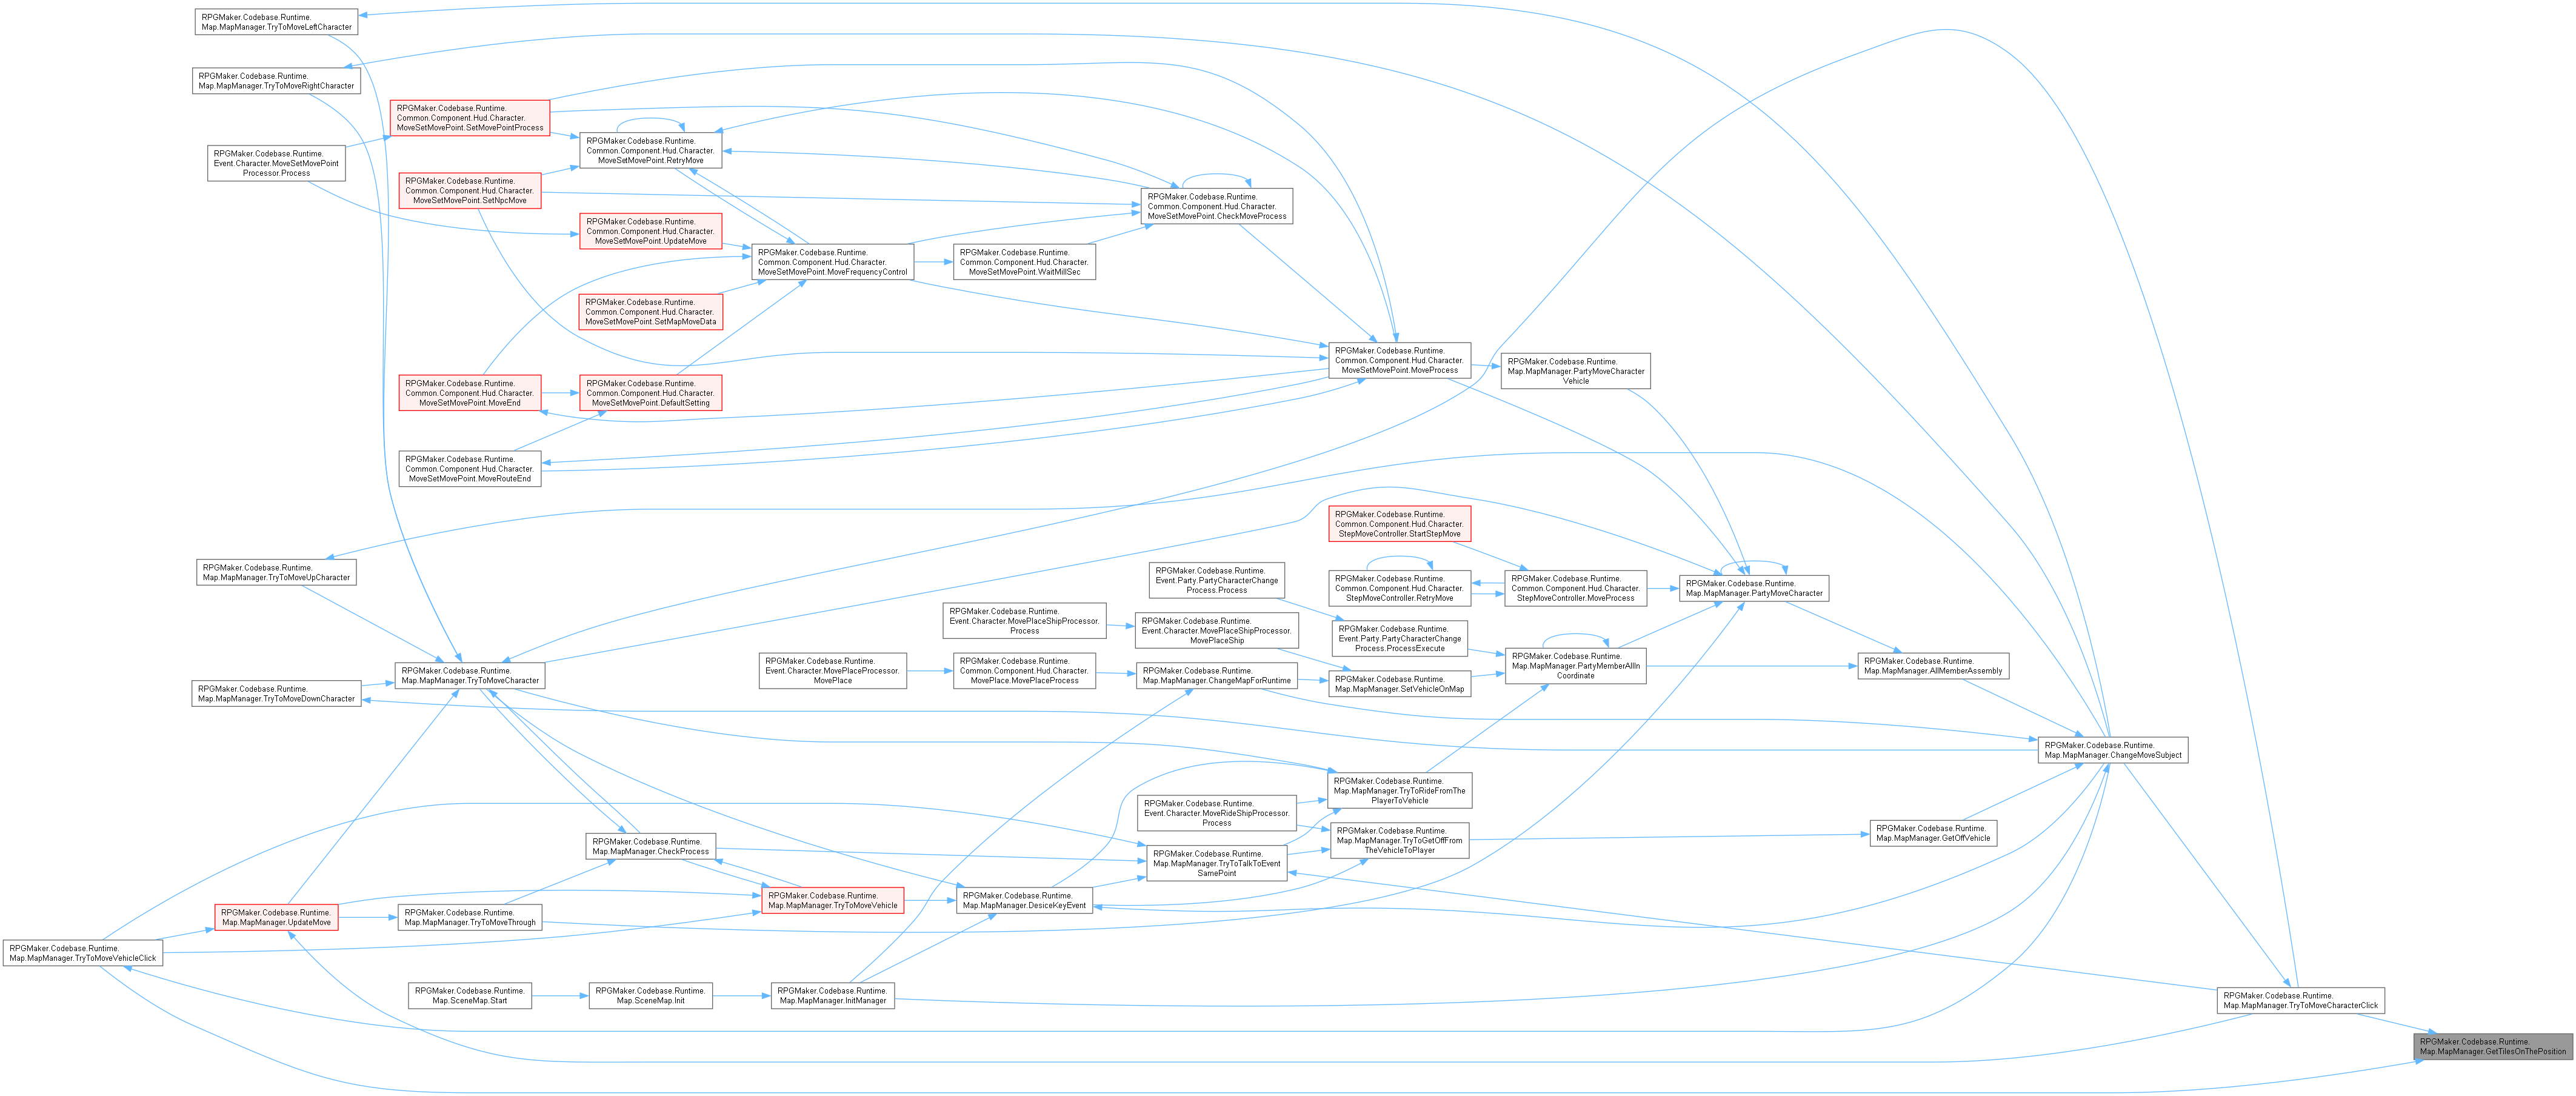 RPGMaker.Codebase.Runtime.
Map.MapManager.TryToMoveLeftCharacter
RPGMaker.Codebase.Runtime.
Map.MapManager.TryToMoveRightCharacter
RPGMaker.Codebase.Runtime.
Common.Component.Hud.Character.
MoveSetMovePoint.SetMovePointProcess
RPGMaker.Codebase.Runtime.
Event.Character.MoveSetMovePoint
Processor.Process
RPGMaker.Codebase.Runtime.
Common.Component.Hud.Character.
MoveSetMovePoint.RetryMove
RPGMaker.Codebase.Runtime.
Common.Component.Hud.Character.
MoveSetMovePoint.SetNpcMove
RPGMaker.Codebase.Runtime.
Common.Component.Hud.Character.
MoveSetMovePoint.CheckMoveProcess
RPGMaker.Codebase.Runtime.
Common.Component.Hud.Character.
MoveSetMovePoint.UpdateMove
RPGMaker.Codebase.Runtime.
Common.Component.Hud.Character.
MoveSetMovePoint.MoveFrequencyControl
RPGMaker.Codebase.Runtime.
Common.Component.Hud.Character.
MoveSetMovePoint.WaitMillSec
RPGMaker.Codebase.Runtime.
Common.Component.Hud.Character.
MoveSetMovePoint.SetMapMoveData
RPGMaker.Codebase.Runtime.
Common.Component.Hud.Character.
MoveSetMovePoint.MoveProcess
RPGMaker.Codebase.Runtime.
Map.MapManager.PartyMoveCharacter
Vehicle
RPGMaker.Codebase.Runtime.
Common.Component.Hud.Character.
MoveSetMovePoint.MoveEnd
RPGMaker.Codebase.Runtime.
Common.Component.Hud.Character.
MoveSetMovePoint.DefaultSetting
RPGMaker.Codebase.Runtime.
Common.Component.Hud.Character.
MoveSetMovePoint.MoveRouteEnd
RPGMaker.Codebase.Runtime.
Common.Component.Hud.Character.
StepMoveController.StartStepMove
RPGMaker.Codebase.Runtime.
Map.MapManager.TryToMoveUpCharacter
RPGMaker.Codebase.Runtime.
Event.Party.PartyCharacterChange
Process.Process
RPGMaker.Codebase.Runtime.
Common.Component.Hud.Character.
StepMoveController.RetryMove
RPGMaker.Codebase.Runtime.
Common.Component.Hud.Character.
StepMoveController.MoveProcess
RPGMaker.Codebase.Runtime.
Map.MapManager.PartyMoveCharacter
RPGMaker.Codebase.Runtime.
Event.Character.MovePlaceShipProcessor.
Process
RPGMaker.Codebase.Runtime.
Event.Character.MovePlaceShipProcessor.
MovePlaceShip
RPGMaker.Codebase.Runtime.
Event.Party.PartyCharacterChange
Process.ProcessExecute
RPGMaker.Codebase.Runtime.
Map.MapManager.TryToMoveCharacter
RPGMaker.Codebase.Runtime.
Event.Character.MovePlaceProcessor.
MovePlace
RPGMaker.Codebase.Runtime.
Common.Component.Hud.Character.
MovePlace.MovePlaceProcess
RPGMaker.Codebase.Runtime.
Map.MapManager.ChangeMapForRuntime
RPGMaker.Codebase.Runtime.
Map.MapManager.SetVehicleOnMap
RPGMaker.Codebase.Runtime.
Map.MapManager.PartyMemberAllIn
Coordinate
RPGMaker.Codebase.Runtime.
Map.MapManager.AllMemberAssembly
RPGMaker.Codebase.Runtime.
Map.MapManager.TryToMoveDownCharacter
RPGMaker.Codebase.Runtime.
Map.MapManager.ChangeMoveSubject
RPGMaker.Codebase.Runtime.
Map.MapManager.TryToRideFromThe
PlayerToVehicle
RPGMaker.Codebase.Runtime.
Event.Character.MoveRideShipProcessor.
Process
RPGMaker.Codebase.Runtime.
Map.MapManager.TryToGetOffFrom
TheVehicleToPlayer
RPGMaker.Codebase.Runtime.
Map.MapManager.GetOffVehicle
RPGMaker.Codebase.Runtime.
Map.MapManager.CheckProcess
RPGMaker.Codebase.Runtime.
Map.MapManager.TryToTalkToEvent
SamePoint
RPGMaker.Codebase.Runtime.
Map.MapManager.TryToMoveVehicle
RPGMaker.Codebase.Runtime.
Map.MapManager.DesiceKeyEvent
RPGMaker.Codebase.Runtime.
Map.MapManager.UpdateMove
RPGMaker.Codebase.Runtime.
Map.MapManager.TryToMoveThrough
RPGMaker.Codebase.Runtime.
Map.MapManager.TryToMoveVehicleClick
RPGMaker.Codebase.Runtime.
Map.SceneMap.Start
RPGMaker.Codebase.Runtime.
Map.SceneMap.Init
RPGMaker.Codebase.Runtime.
Map.MapManager.InitManager
RPGMaker.Codebase.Runtime.
Map.MapManager.TryToMoveCharacterClick
RPGMaker.Codebase.Runtime.
Map.MapManager.GetTilesOnThePosition